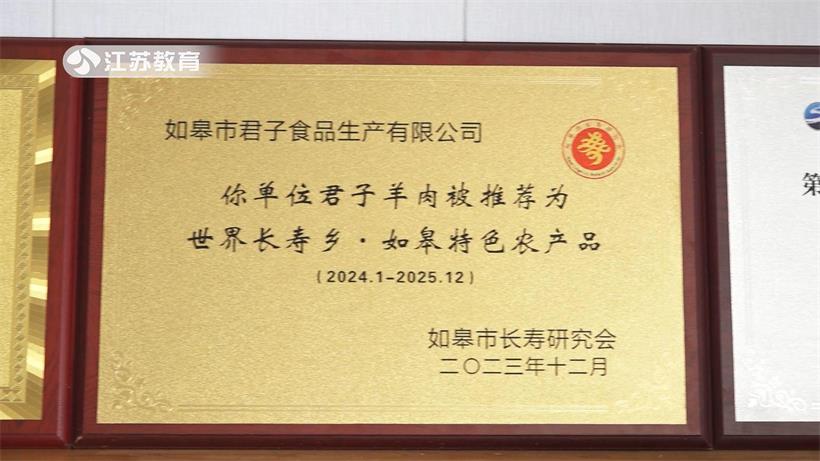 江苏教育
如皋市君子食品生产有限公司
你单位君子羊肉被推荐为
世界长寿乡·如皋特色农产品
(2024.1-2025.12)
如皋市长寿研究会
二〇二三年十二月
第